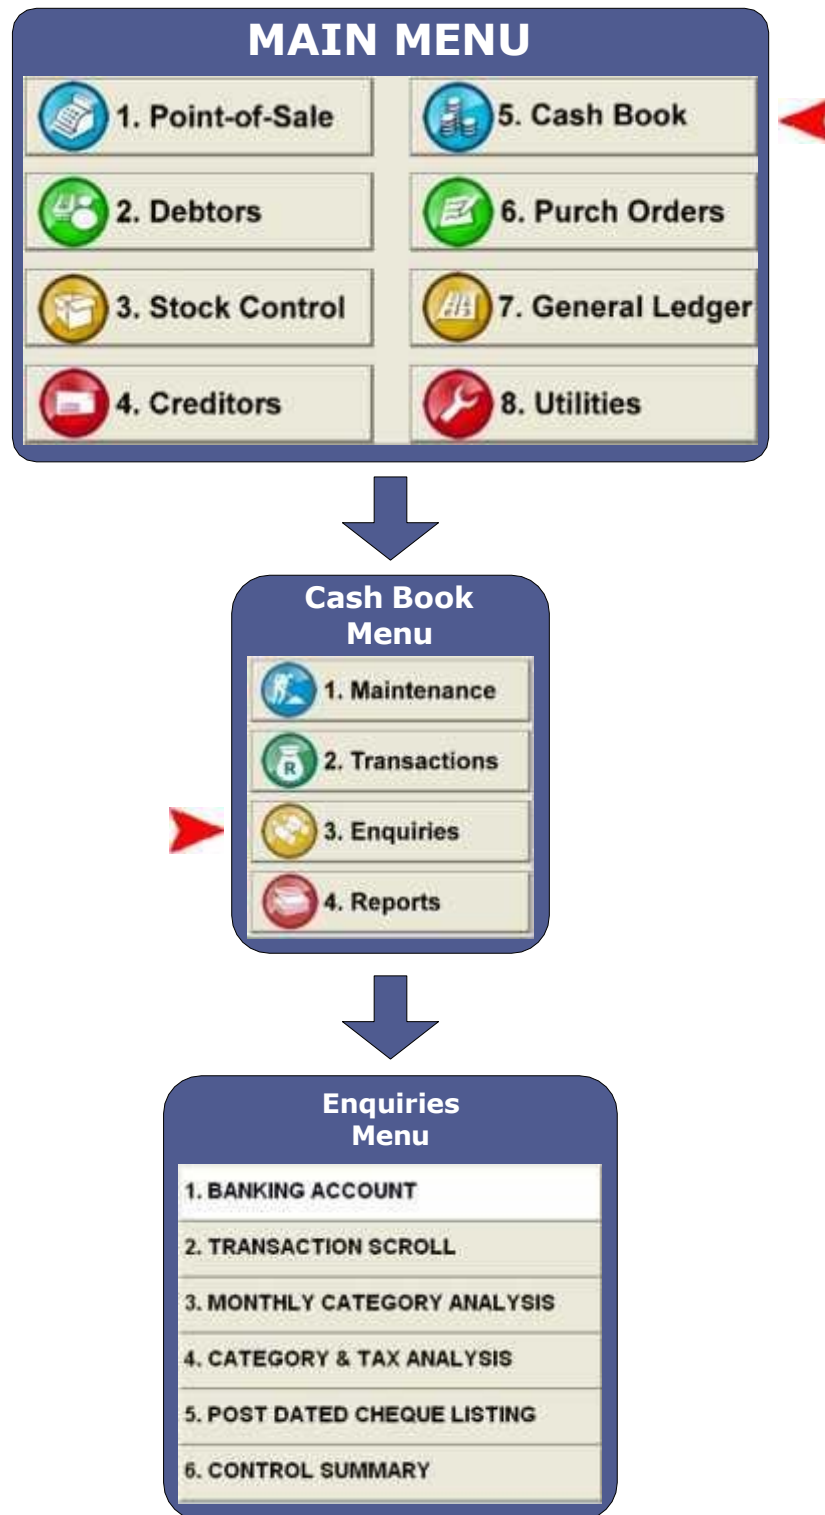 MAIN MENU
1. Point-of-Sale
5. Cash Book
2. Debtors
6. Purch Orders
3. Stock Control
7. General Ledger
4. Creditors
8. Utilities
Cash Book
Menu
1. Maintenance
R
2. Transactions
3. Enquiries
4. Reports
Enquiries
Menu
1. BANKING ACCOUNT
2. TRANSACTION SCROLL
3. MONTHLY CATEGORY ANALYSIS
4. CATEGORY & TAX ANALYSIS
5. POST DATED CHEQUE LISTING
6. CONTROL SUMMARY